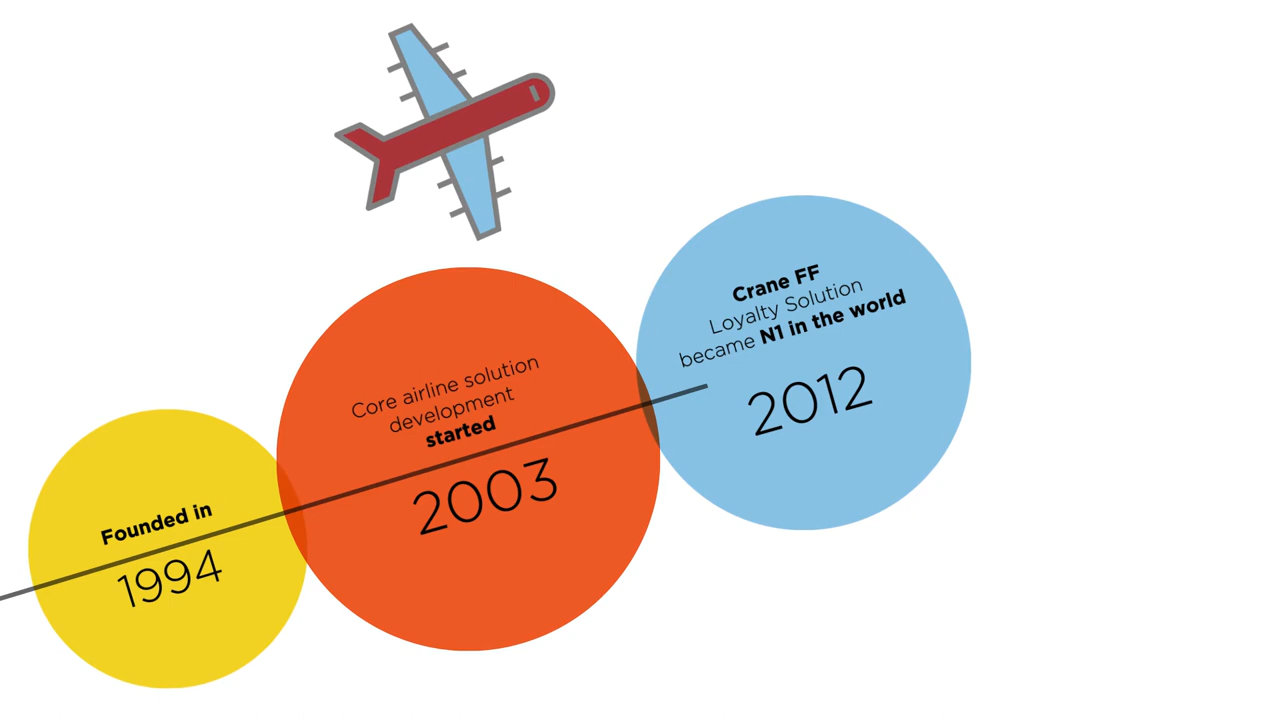 Founded in
1994
Core airline solution
development
started
2003
Crane FF
Loyalty Solution
became N1 in the world
2012